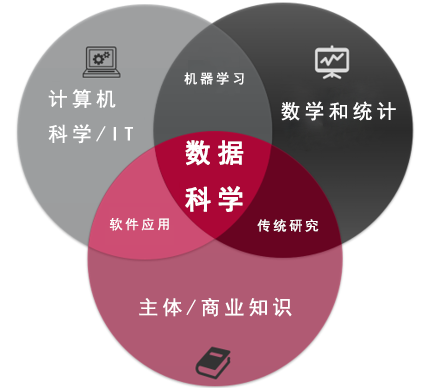 机器学习
计算机
科学/IT
数学和统计
数据
科学
软件应用
传统研究
主体/商业知识